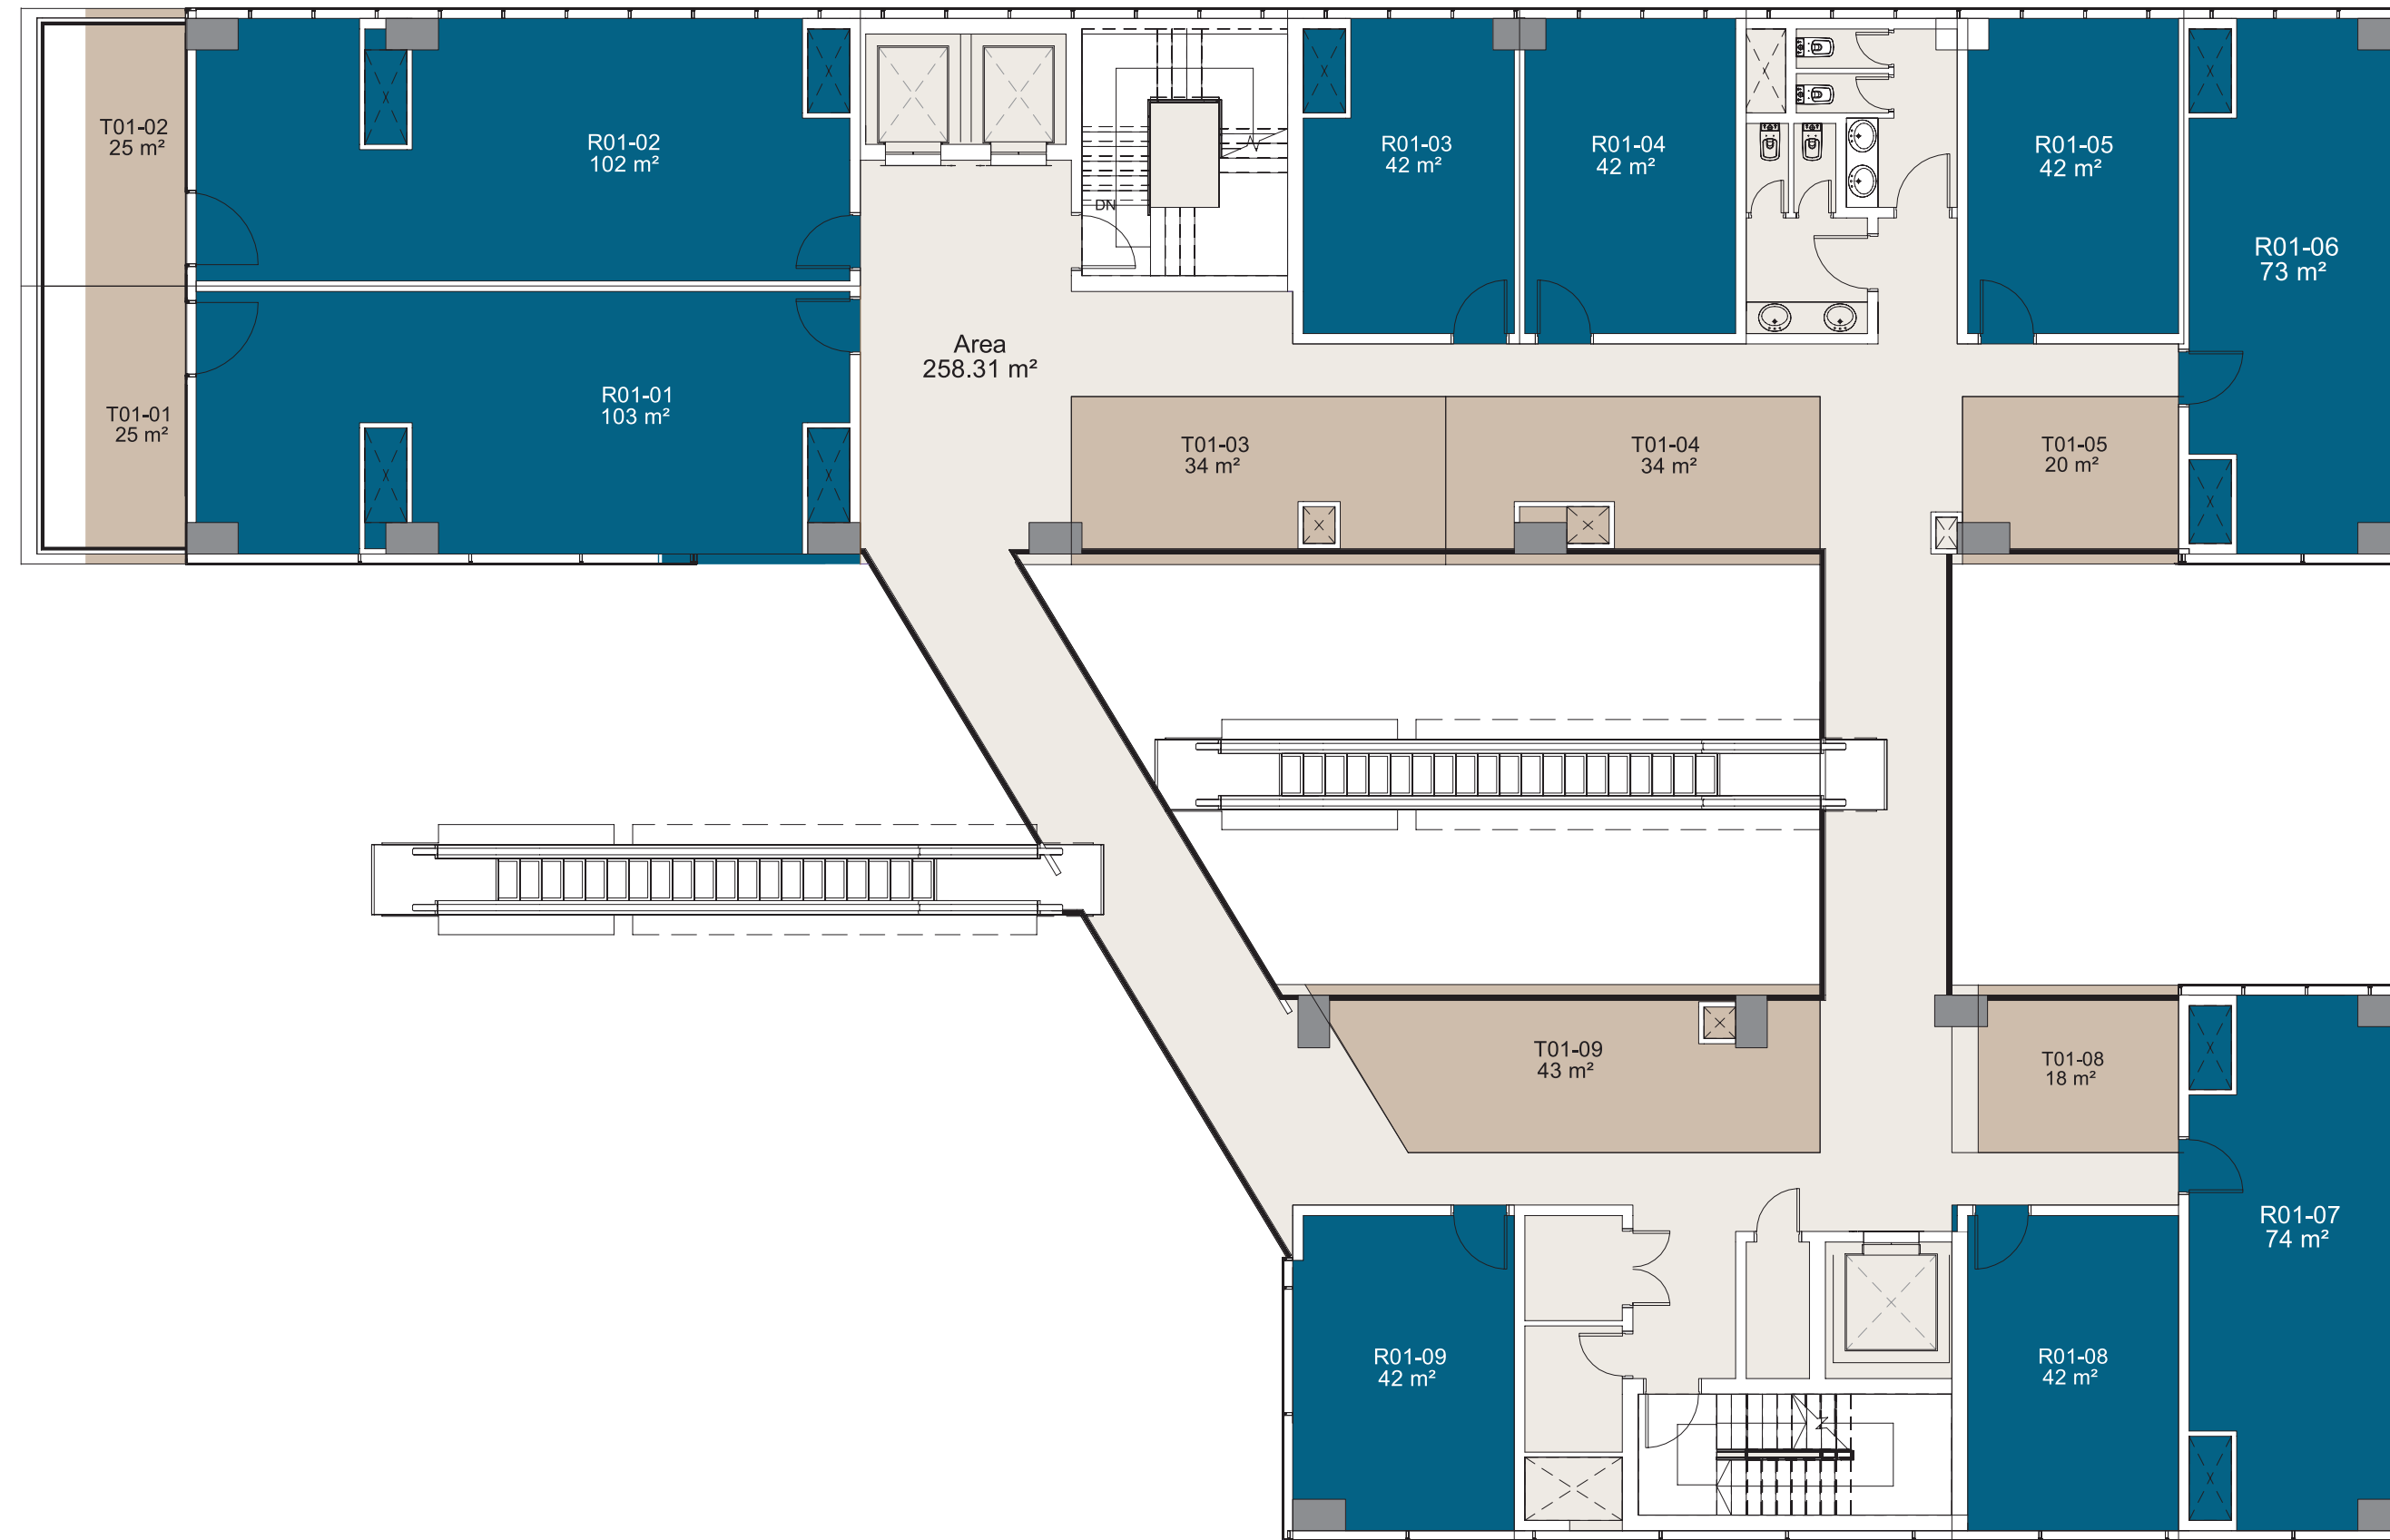 T01-02
25 m²
R01-02
102 m²
DN
R01-03
42 m²
R01-04
42 m²
R01-05
42 m²
R01-06
73 m²
Area
258.31 m²
T01-01
25 m²
R01-01
103 m²
T01-03
34 m²
T01-04
34 m²
T01-05
20 m²
T01-09
43 m²
T01-08
18 m²
R01-07
74 m²
R01-09
42 m²
R01-08
42 m²